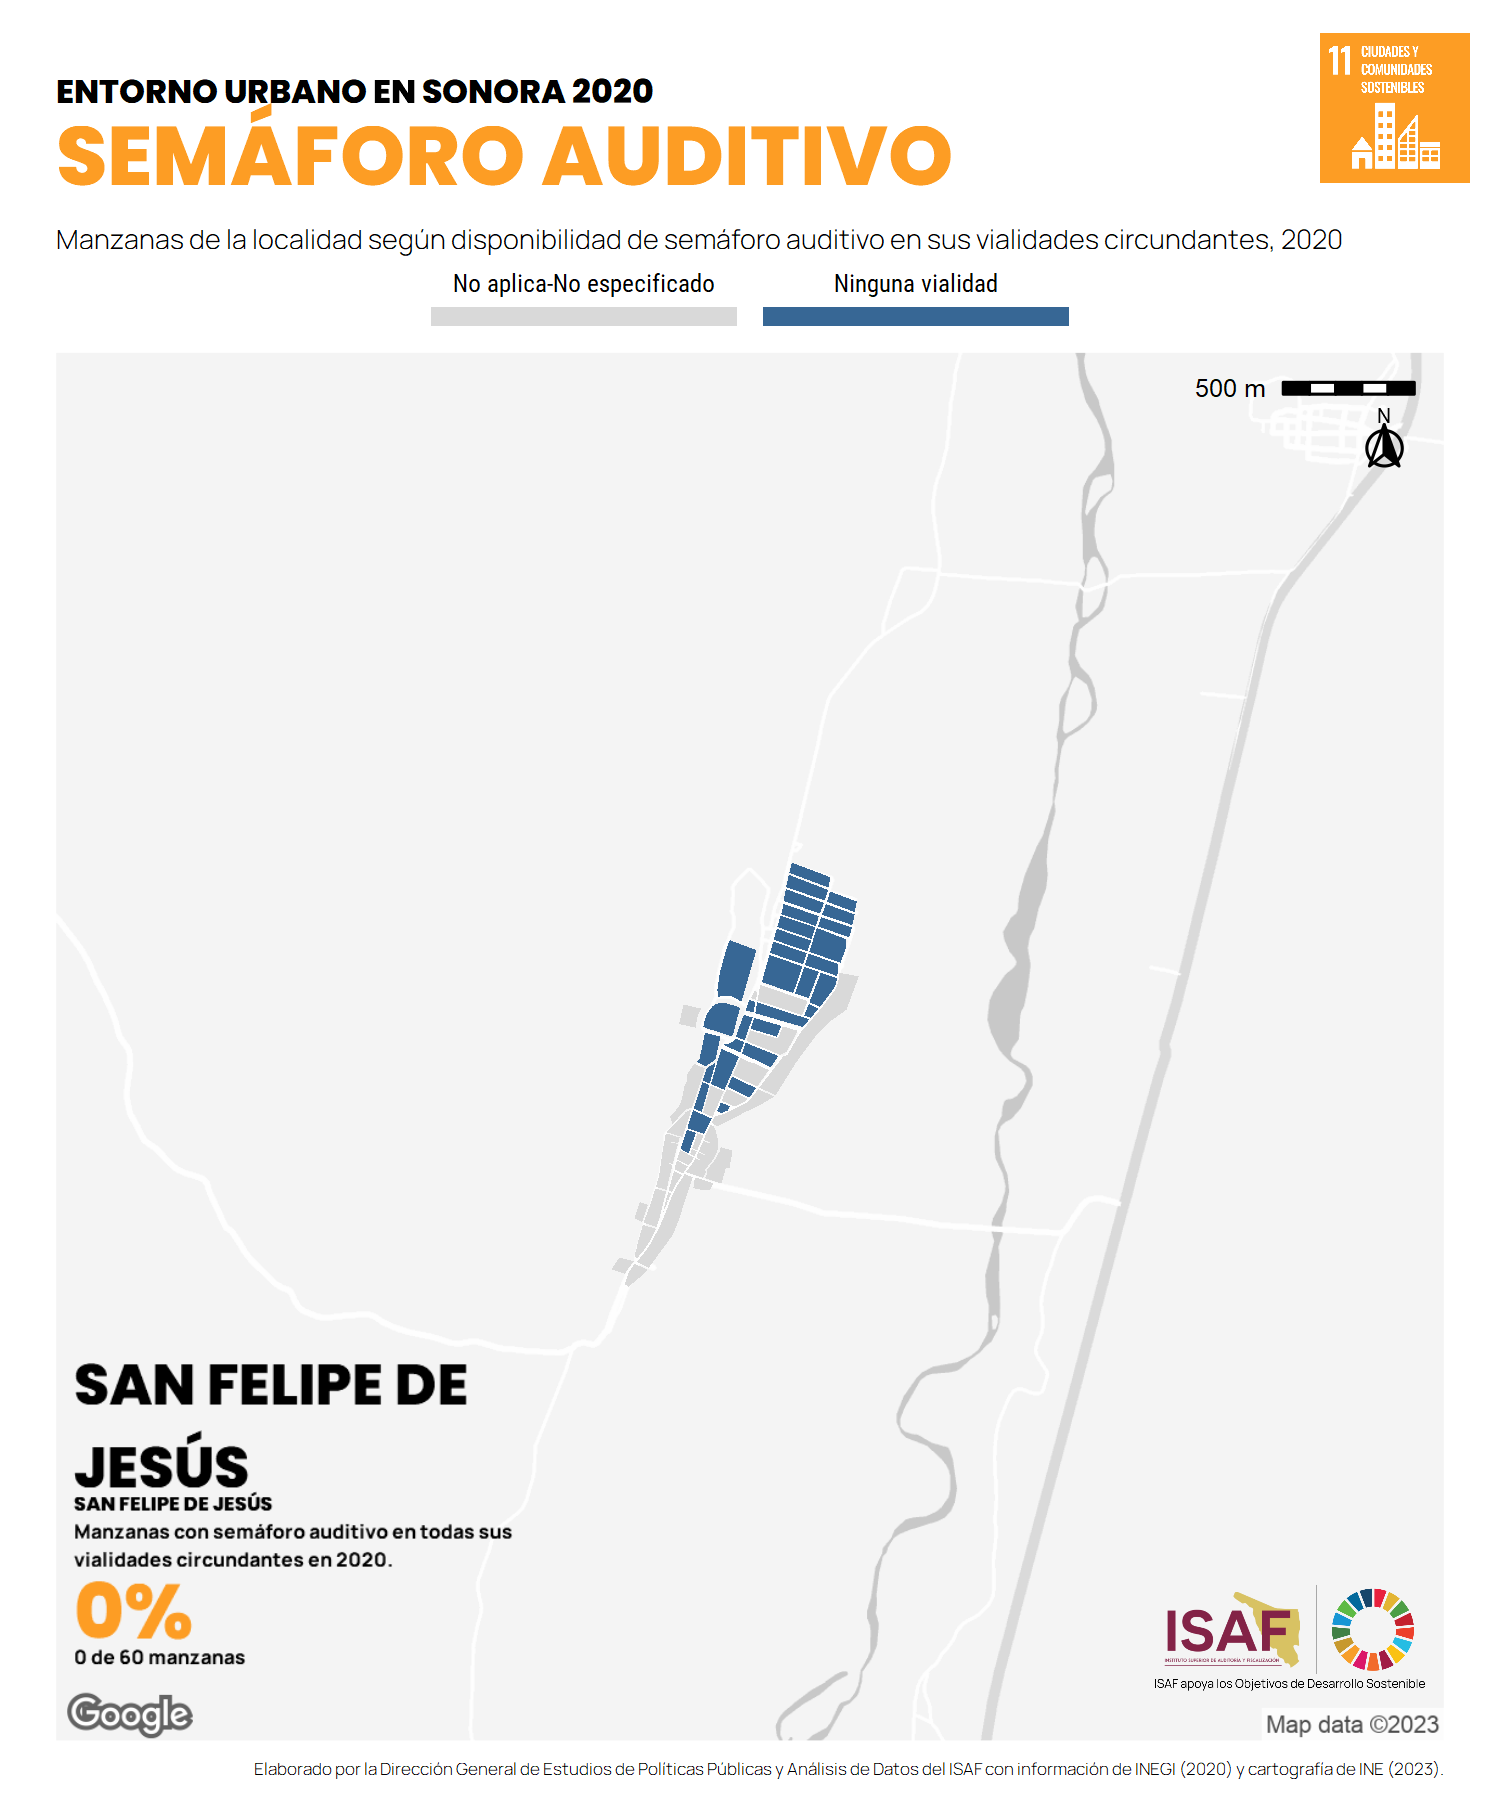 ENTORNO URBANO EN SONORA 2020
SEMÁFORO AUDITIVO
11 CIUDADES Y
COMUNIDADES
SOSTENIBLES
Manzanas de la localidad según disponibilidad de semáforo auditivo en sus vialidades circundantes, 2020
No aplica-No especificado
Ninguna vialidad
500 m
N
SAN FELIPE DE
JESÚS
SAN FELIPE DE JESÚS
Manzanas con semáforo auditivo en todas sus
vialidades circundantes en 2020.
0%
0 de 60 manzanas
Google
ISAF
INSTITUTO SUPERIOR DE AUDITORÍA Y FISCALIZACIÓN
ISAF apoya los Objetivos de Desarrollo Sostenible
Map data ©2023
Elaborado por la Dirección General de Estudios de Políticas Públicas y Análisis de Datos del ISAF con información de INEGI (2020) y cartografía de INE (2023).